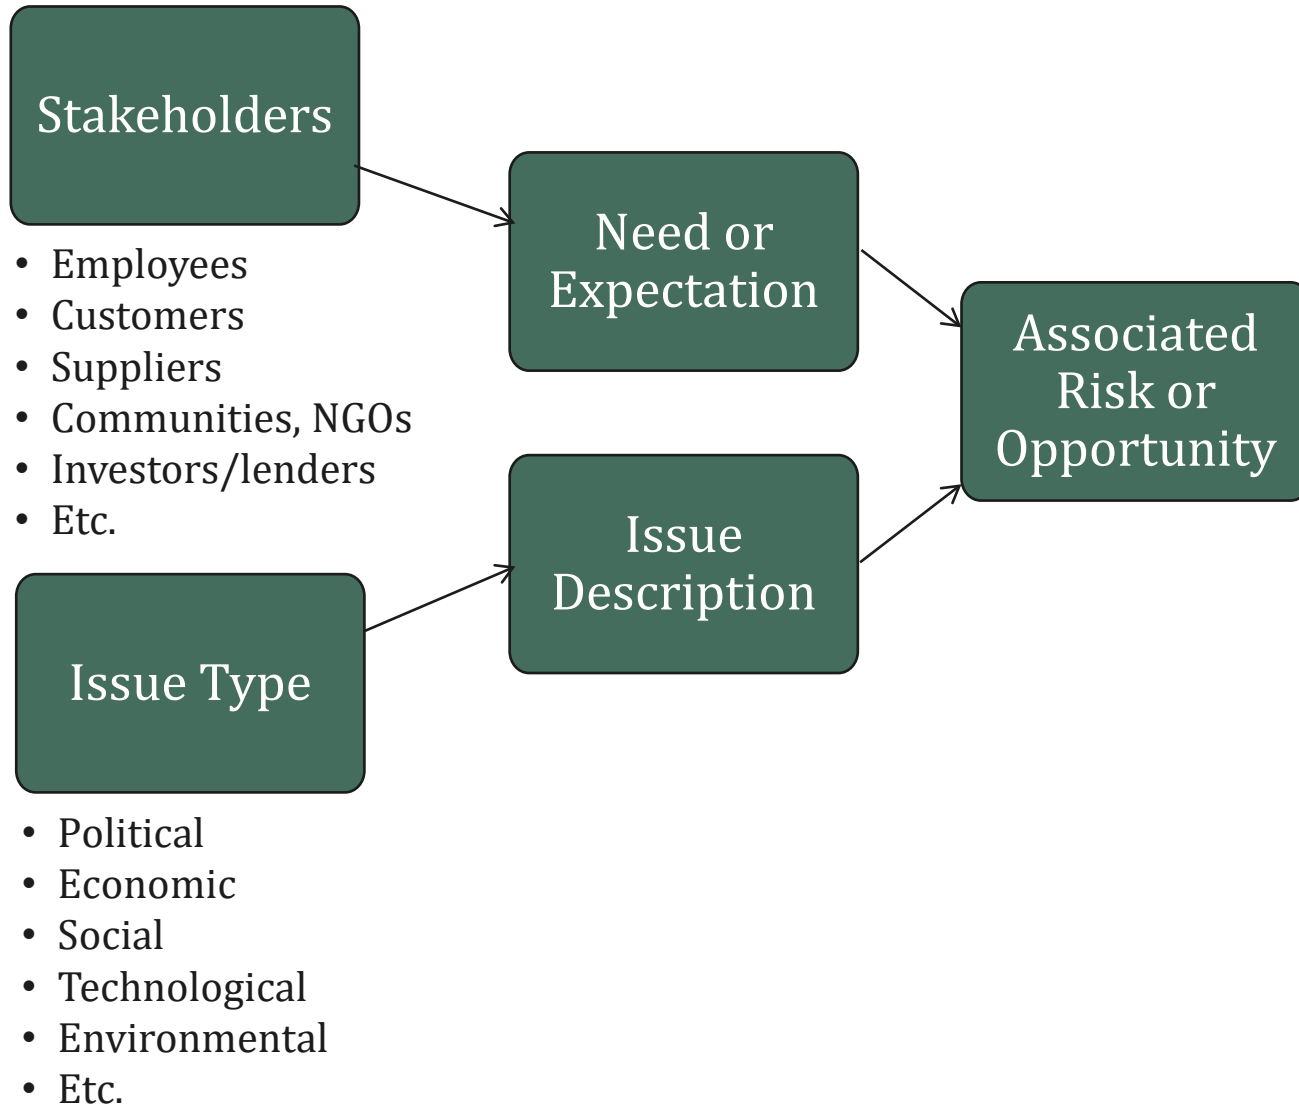 Stakeholders
• Employees
• Customers
• Suppliers
• Communities, NGOs
• Investors/lenders
• Etc.
Need or
Expectation
Associated
Risk or
Opportunity
Issue
Description
Issue Type
• Political
• Economic
• Social
• Technological
• Environmental
• Etc.